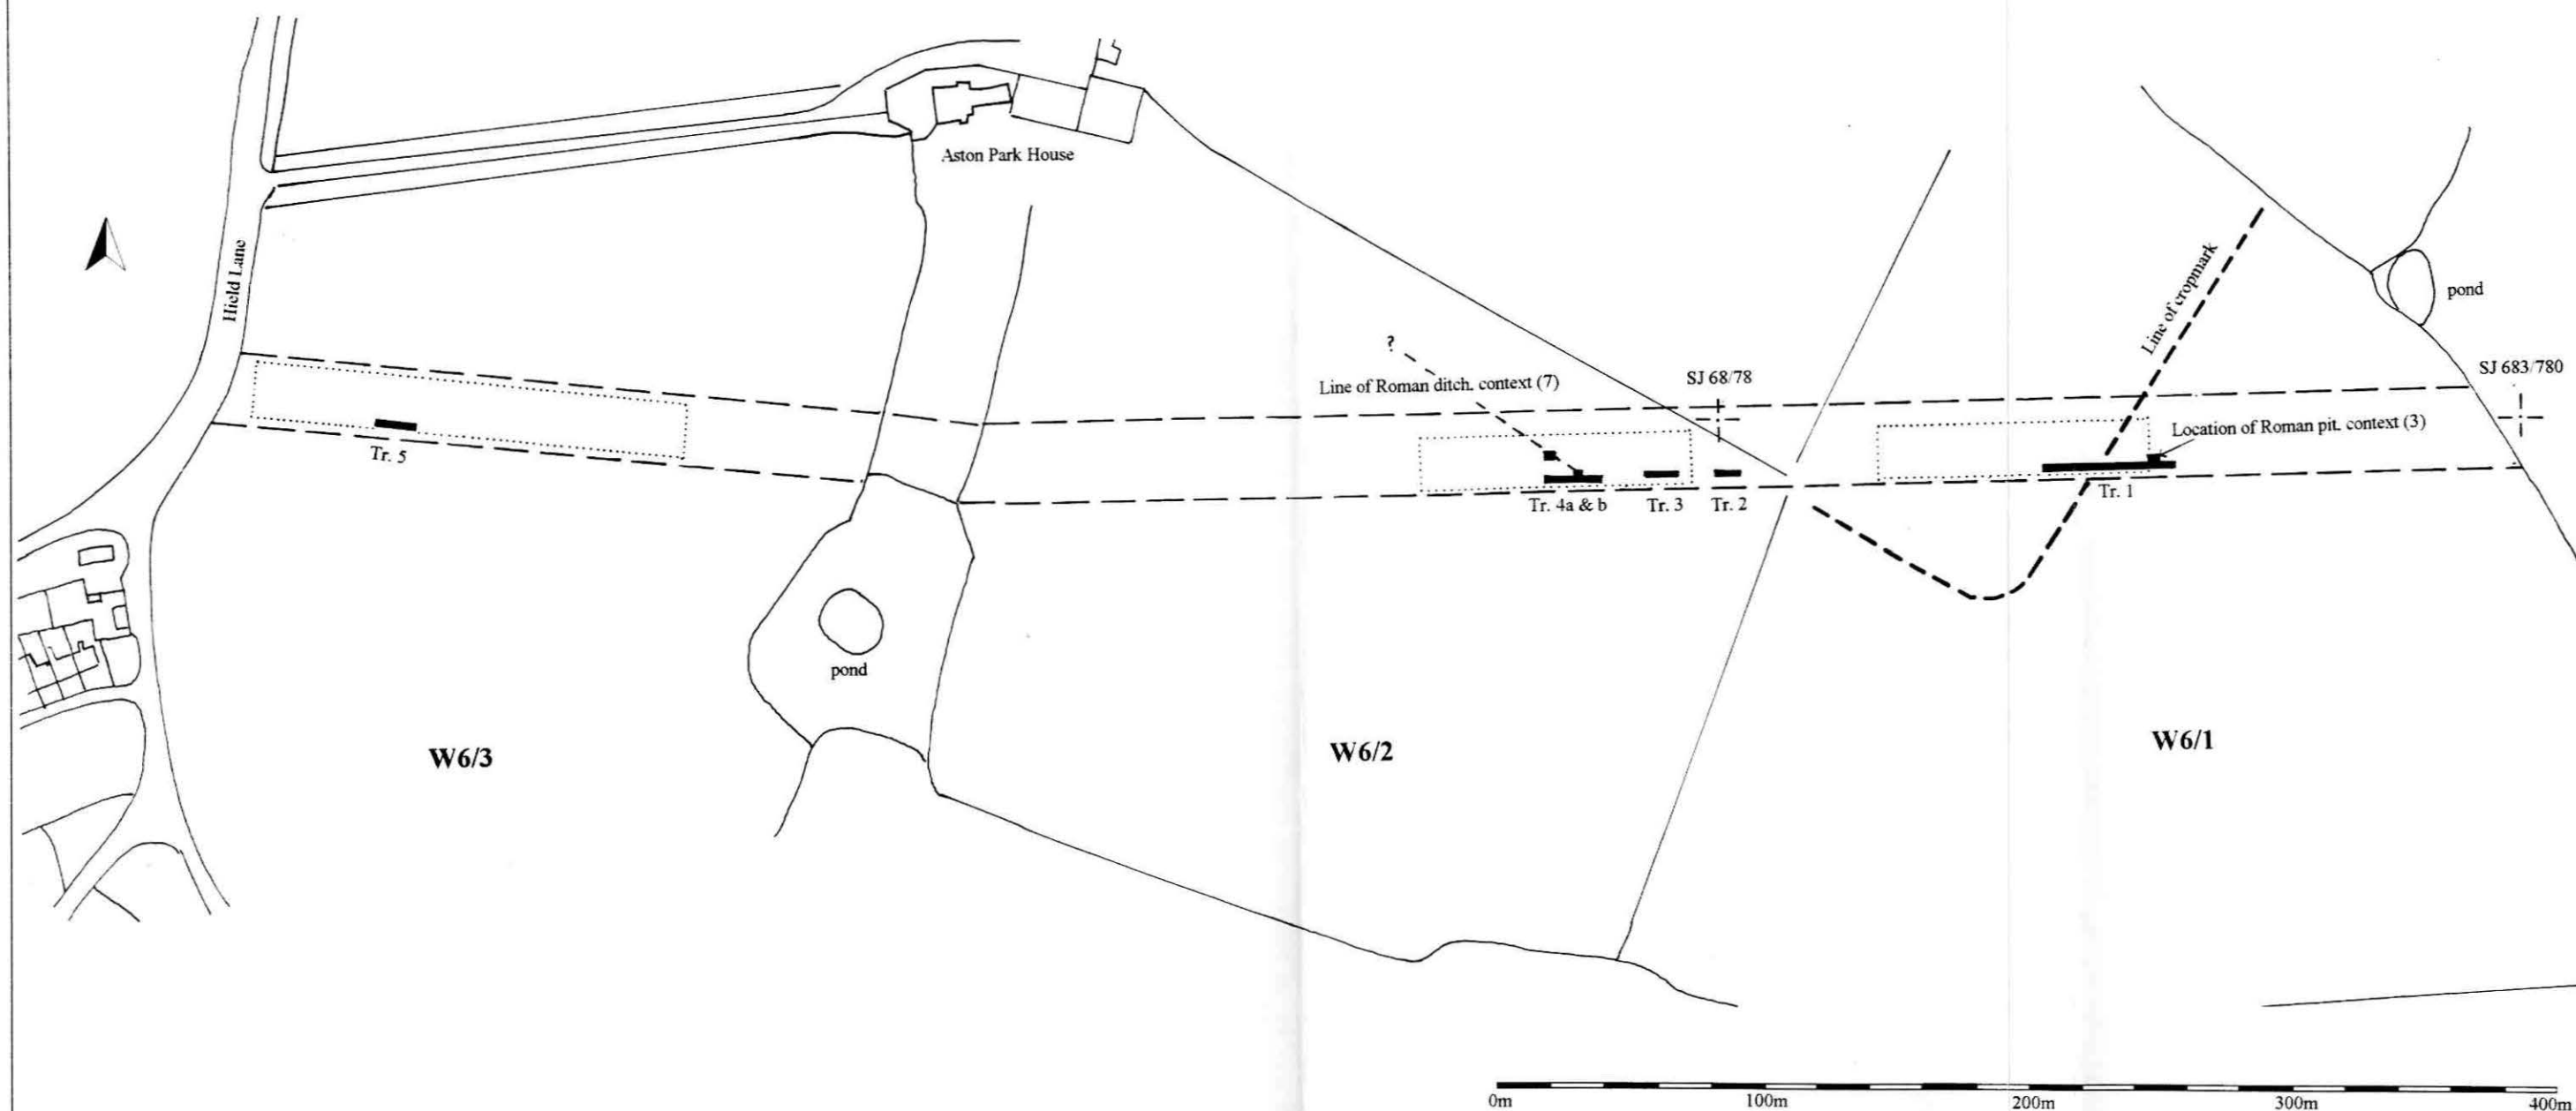 Aston Park House
Hield Lane
Line of cropmark
pond
?
SJ 68/78
SJ 683/780
Line of Roman ditch. context (7)
Location of Roman pit. context (3)
Tr. 5
Tr. 4a & b
Tr. 3
Tr. 2
Tr. 1
pond
W6/3
W6/2
W6/1
0m
100m
200m
300m
400m